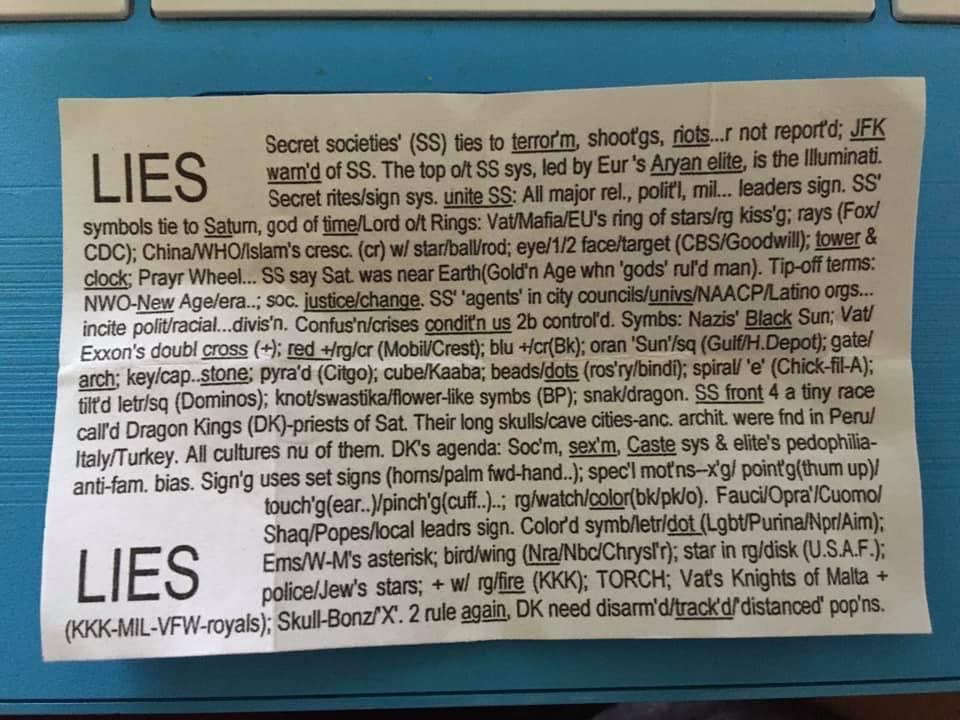 LIES
Secret societies' (SS) ties to terror'm, shoot'gs, riots...r not report'd; JFK
warn'd of SS. The top o/t SS sys, led by Eur 's Aryan elite, is the Illuminati.
Secret rites/sign sys. unite SS: All major rel., polit'l, mil... leaders sign. SS'
symbols tie to Saturn, god of time/Lord o/t Rings: Vat/Mafia/EU's ring of stars/rg kiss'g; rays (Fox/
CDC); China/WHO/Islam's cresc. (cr) w/ star/ball/rod; eye/1/2 face/target (CBS/Goodwill); tower &
clock; Prayr Wheel... SS say Sat. was near Earth(Gold'n Age whn 'gods' rul'd man). Tip-off terms:
NWO-New Age/era..; soc. justice/change. SS' 'agents' in city councils/univs/NAACP/Latino orgs...
incite polit/racial...divis'n. Confus'n/crises condit'n us 2b control'd. Symbs: Nazis' Black Sun; Vat/
Exxon's doubl cross (+); red +/rg/cr (Mobil/Crest); blu +/cr(Bk); oran 'Sun'/sq (Gulf/H.Depot); gate/
arch; key/cap..stone; pyra'd (Citgo); cube/Kaaba; beads/dots (ros'ry/bindi); spiral/ 'e' (Chick-fil-A);
tilt'd letr/sq (Dominos); knot/swastika/flower-like symbs (BP); snak/dragon. SS front 4 a tiny race
call'd Dragon Kings (DK)-priests of Sat. Their long skulls/cave cities-anc. archit. were fnd in Peru/
Italy/Turkey. All cultures nu of them. DK's agenda: Soc'm, sex'm, Caste sys & elite's pedophilia-
anti-fam. bias. Sign'g uses set signs (horns/palm fwd-hand..); spec'l mot'ns--x'g/ point'g(thum up)/
touch'g(ear..)/pinch'g(cuff..)..; rg/watch/color(bk/pk/o). Fauci/Opra'/Cuomo/
Shaq/Popes/local leadrs sign. Color'd symb/letr/dot (Lgbt/Purina/Npr/Aim);
LIES
Ems/W-M's asterisk; bird/wing (Nra/Nbc/Chrysl'r); star in rg/disk (U.S.A.F.);
police/Jew's stars; + w/ rg/fire (KKK); TORCH; Vat's Knights of Malta +
(KKK-MIL-VFW-royals); Skull-Bonz/'X'. 2 rule again, DK need disarm'd/track'd/'distanced' pop'ns.